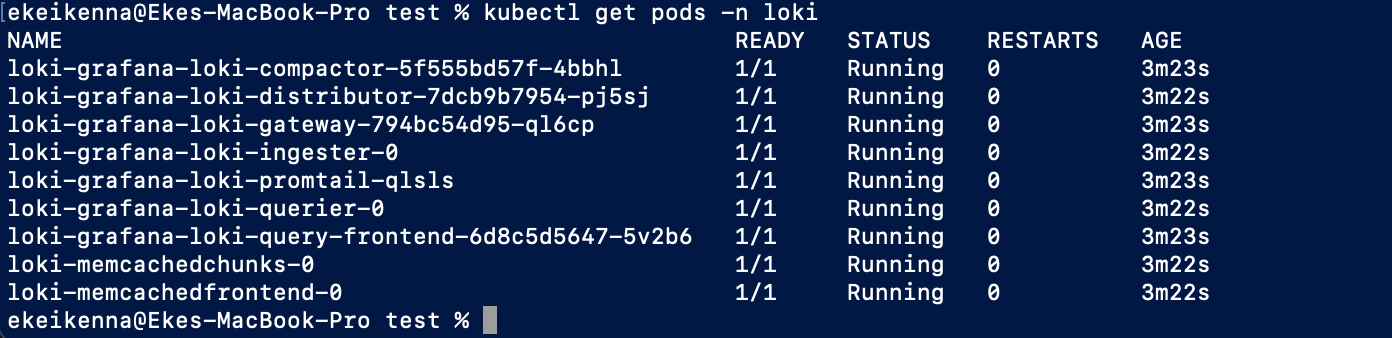 [ekeikenna@Ekes-MacBook-Pro test % kubectl get pods -n loki
NAME READY STATUS RESTARTS AGE
loki-grafana-loki-compactor-5f555bd57f-4bbhl 1/1 Running 0 3m23s
loki-grafana-loki-distributor-7dcb9b7954-pj5sj 1/1 Running 0 3m22s
loki-grafana-loki-gateway-794bc54d95-ql6cp 1/1 Running 0 3m23s
loki-grafana-loki-ingester-0 1/1 Running 0 3m22s
loki-grafana-loki-promtail-qlsls 1/1 Running 0 3m23s
loki-grafana-loki-querier-0 1/1 Running 0 3m22s
loki-grafana-loki-query-frontend-6d8c5d5647-5v2b6 1/1 Running 0 3m23s
loki-memcachedchunks-0 1/1 Running 0 3m22s
loki-memcachedfrontend-0 1/1 Running 0 3m22s
ekeikenna@Ekes-MacBook-Pro test %